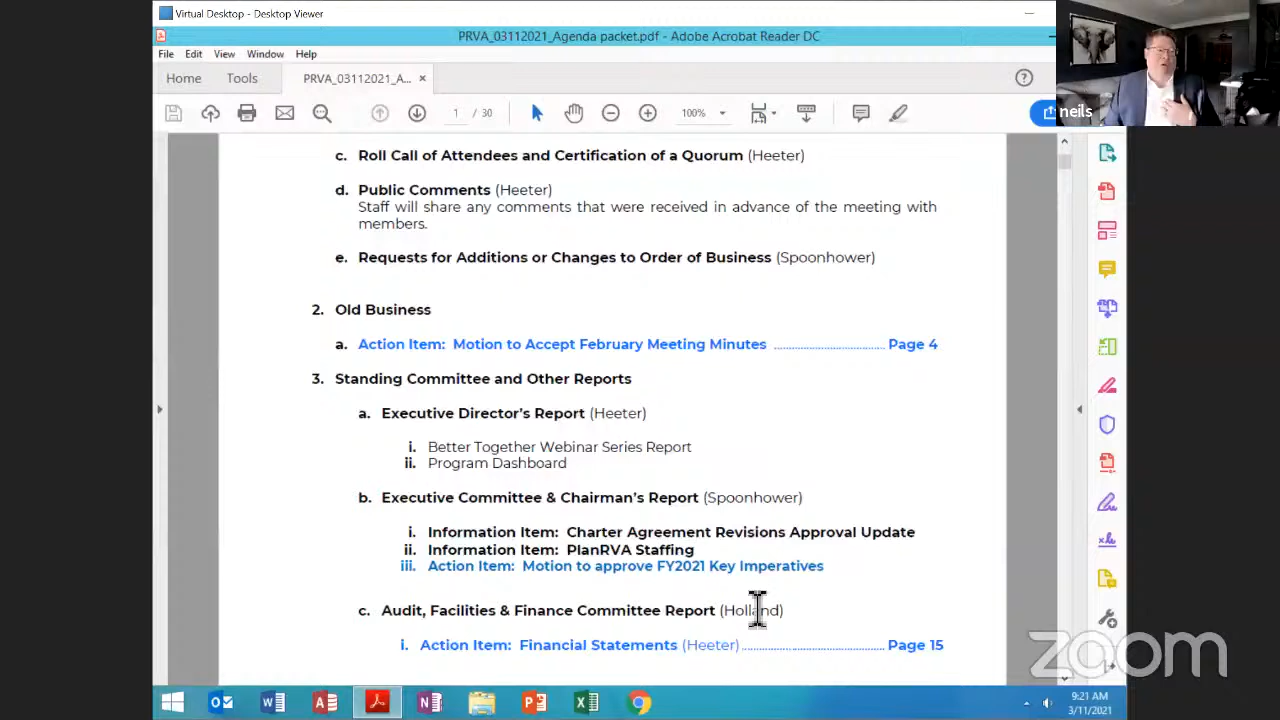 Virtual Desktop - Desktop Viewer
PRVA_03112021_Agenda packet.pdf - Adobe Acrobat Reader DC
File Edit View Window Help
Home Tools PRVA_03112021_A... ×
1 / 30 100%
neils
c. Roll Call of Attendees and Certification of a Quorum (Heeter)
d. Public Comments (Heeter)
Staff will share any comments that were received in advance of the meeting with
members.
e. Requests for Additions or Changes to Order of Business (Spoonhower)
2. Old Business
a. Action Item: Motion to Accept February Meeting Minutes ........................................ Page 4
3. Standing Committee and Other Reports
a. Executive Director's Report (Heeter)
i. Better Together Webinar Series Report
ii. Program Dashboard
b. Executive Committee & Chairman's Report (Spoonhower)
i. Information Item: Charter Agreement Revisions Approval Update
ii. Information Item: PlanRVA Staffing
iii. Action Item: Motion to approve FY2021 Key Imperatives
c. Audit, Facilities & Finance Committee Report (Holland)
i. Action Item: Financial Statements (Heeter) .................................................... Page 15
zoom
9:21 AM
3/11/2021